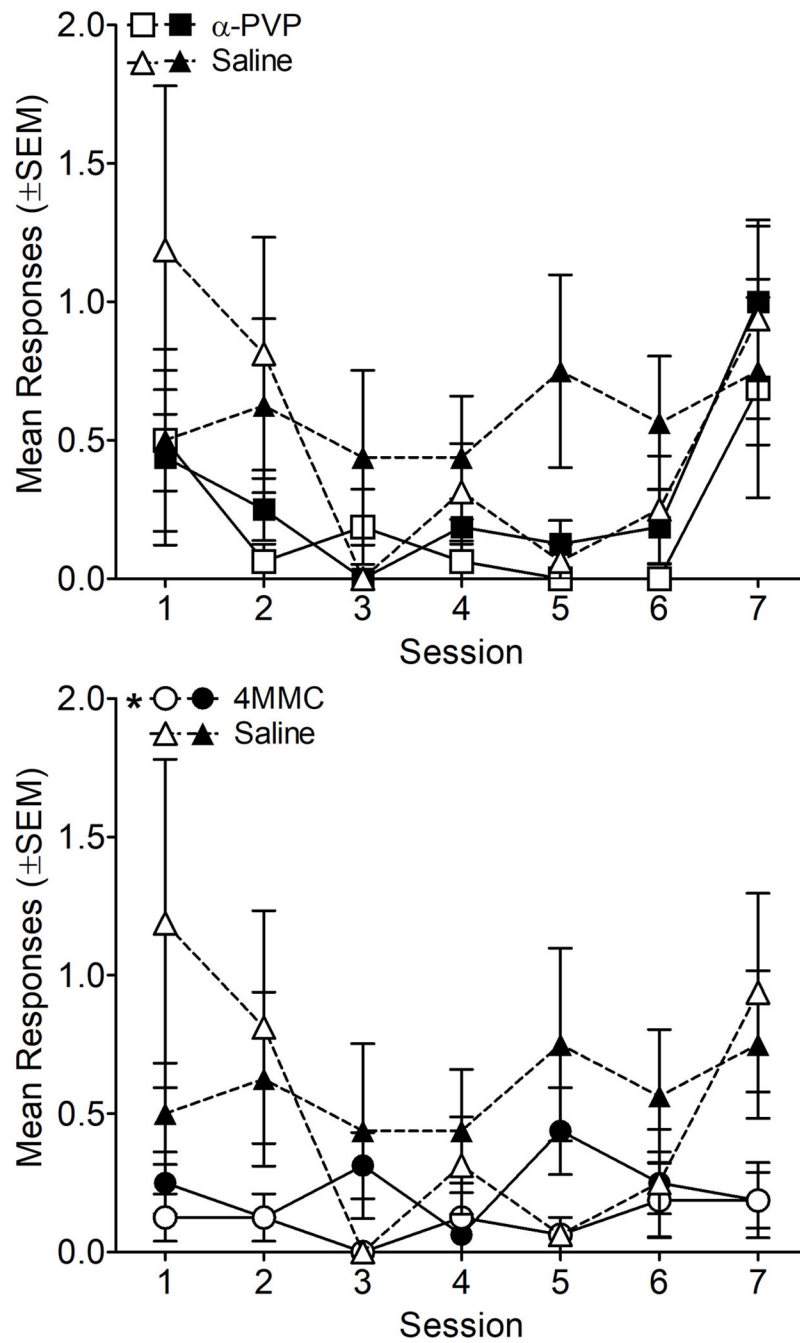 α-PVP
Saline
Mean Responses (±SEM)
2.0
1.5
1.0
0.5
0.0
1 2 3 4 5 6 7
Session
* 4MMC
Saline
Mean Responses (±SEM)
2.0
1.5
1.0
0.5
0.0
1 2 3 4 5 6 7
Session